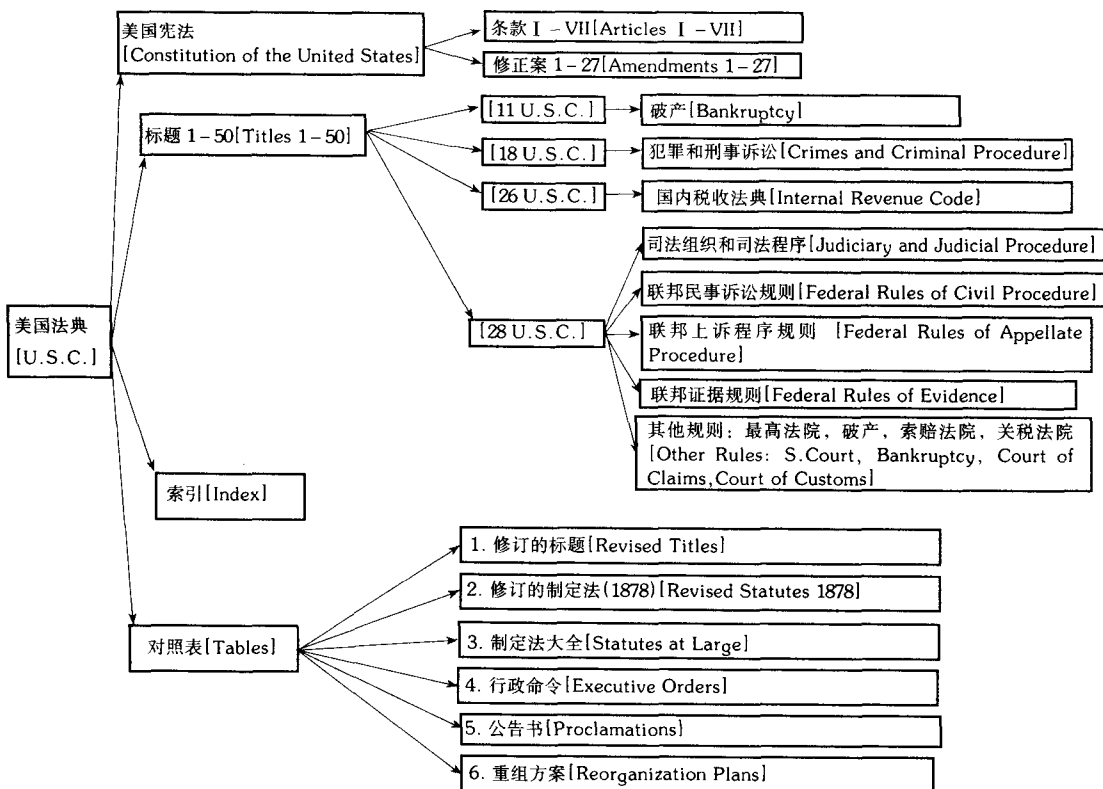 美国宪法
[Constitution of the United States]
条款 I – VII[Articles I – VII]
修正案 1 – 27[Amendments 1 – 27]
标题 1 – 50[Titles 1 – 50]
[11 U.S.C.]
破产[Bankruptcy]
[18 U.S.C.]
犯罪和刑事诉讼[Crimes and Criminal Procedure]
[26 U.S.C.]
国内税收法典[Internal Revenue Code]
[28 U.S.C.]
司法组织和司法程序[Judiciary and Judicial Procedure]
联邦民事诉讼规则[Federal Rules of Civil Procedure]
联邦上诉程序规则 [Federal Rules of Appellate
Procedure]
联邦证据规则[Federal Rules of Evidence]
其他规则：最高法院，破产，索赔法院，关税法院
[Other Rules: S.Court, Bankruptcy, Court of
Claims,Court of Customs]
美国法典
[U.S.C.]
索引[Index]
对照表[Tables]
1. 修订的标题[Revised Titles]
2. 修订的制定法(1878)[Revised Statutes 1878]
3. 制定法大全[Statutes at Large]
4. 行政命令[Executive Orders]
5. 公告书[Proclamations]
6. 重组方案[Reorganization Plans]